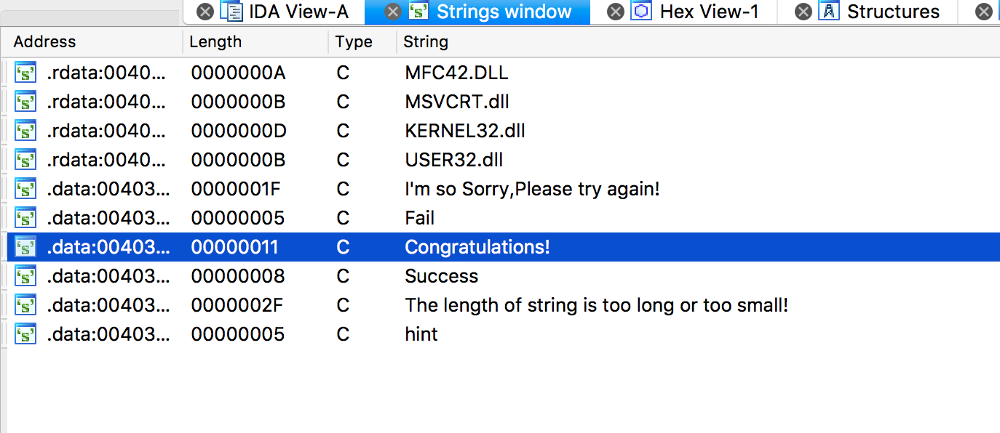 IDA View-A Strings window Hex View-1 Structures
Address Length Type String
.rdata:0040... 0000000A C MFC42.DLL
.rdata:0040... 0000000B C MSVCRT.dll
.rdata:0040... 0000000D C KERNEL32.dll
.rdata:0040... 0000000B C USER32.dll
.data:00403... 0000001F C I'm so Sorry,Please try again!
.data:00403... 00000005 C Fail
.data:00403... 00000011 C Congratulations!
.data:00403... 00000008 C Success
.data:00403... 0000002F C The length of string is too long or too small!
.data:00403... 00000005 C hint